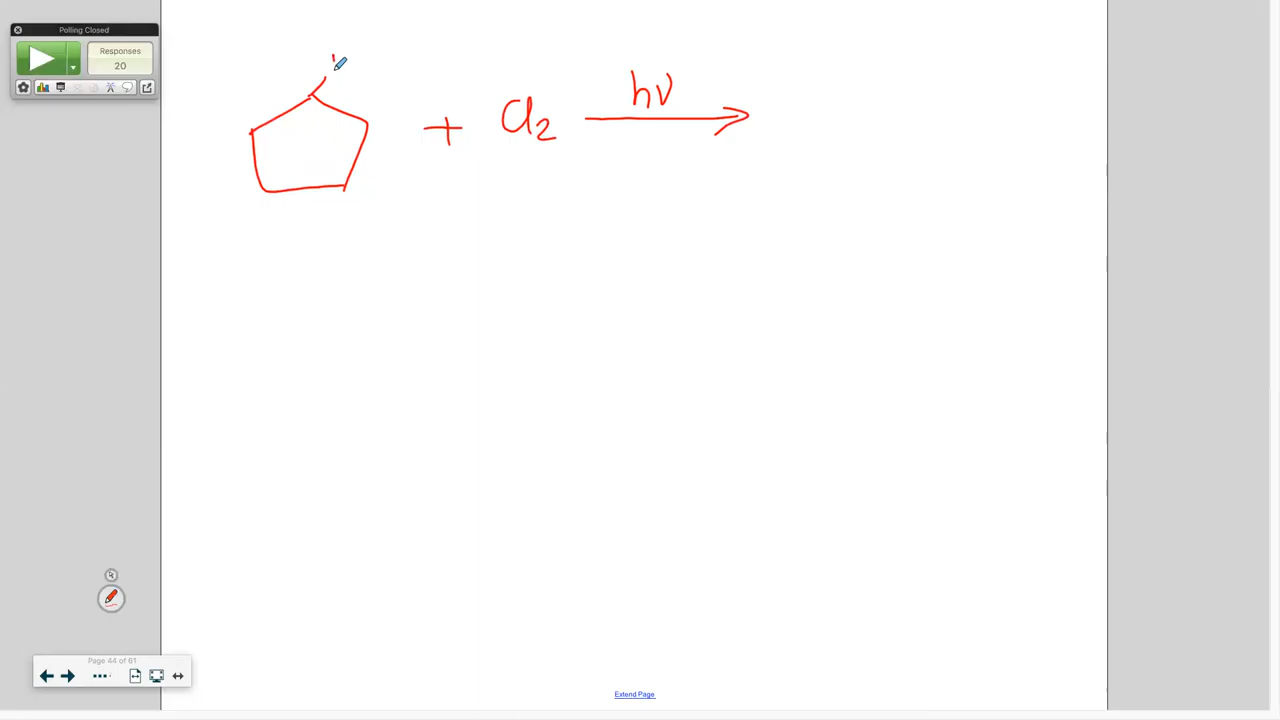 Polling Closed
Responses
20
hν
+ Cl2
Page 44 of 61
Extend Page